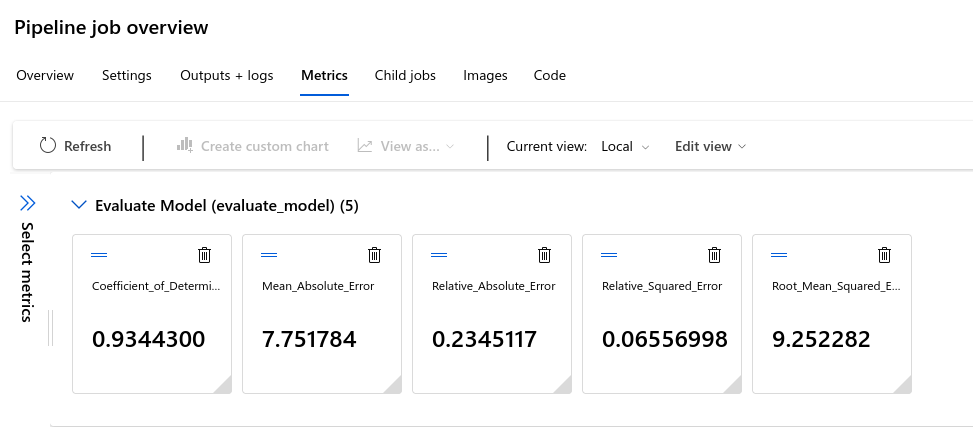 Pipeline job overview
Overview Settings Outputs + logs Metrics Child jobs Images Code
Refresh Create custom chart View as... Current view: Local Edit view
Select metrics
Evaluate Model (evaluate_model) (5)
Coefficient_of_Determi... Mean_Absolute_Error Relative_Absolute_Error Relative_Squared_Error Root_Mean_Squared_E...
0.9344300 7.751784 0.2345117 0.06556998 9.252282